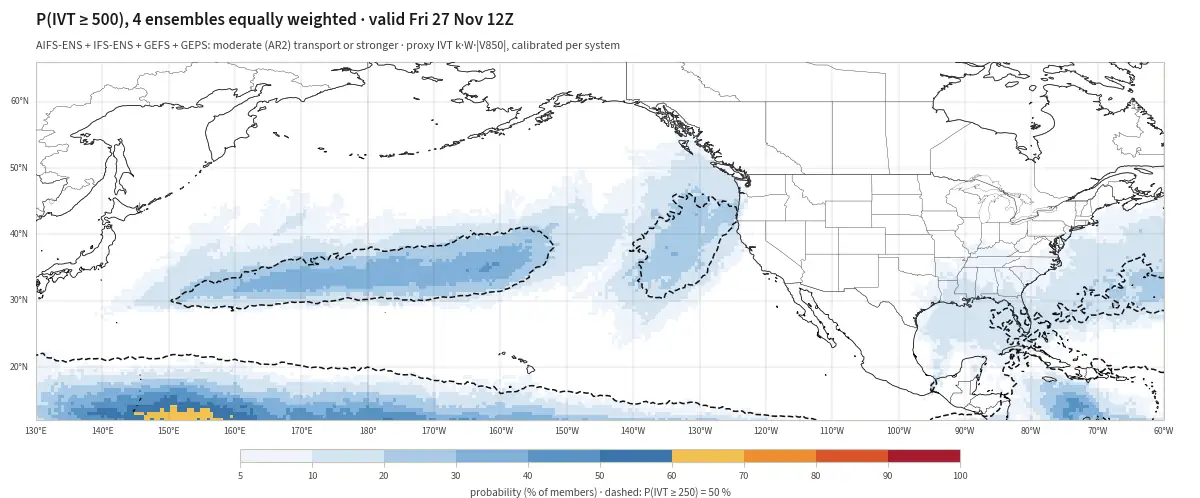 P(IVT ≥ 500), 4 ensembles equally weighted · valid Fri 27 Nov 12Z
AIFS-ENS + IFS-ENS + GEFS + GEPS: moderate (AR2) transport or stronger · proxy IVT k·W·|V850|, calibrated per system
60°N
50°N
40°N
30°N
20°N
130°E 140°E 150°E 160°E 170°E 180° 170°W 160°W 150°W 140°W 130°W 120°W 110°W 100°W 90°W 80°W 70°W 60°W
5 10 20 30 40 50 60 70 80 90 100
probability (% of members) · dashed: P(IVT ≥ 250) = 50 %